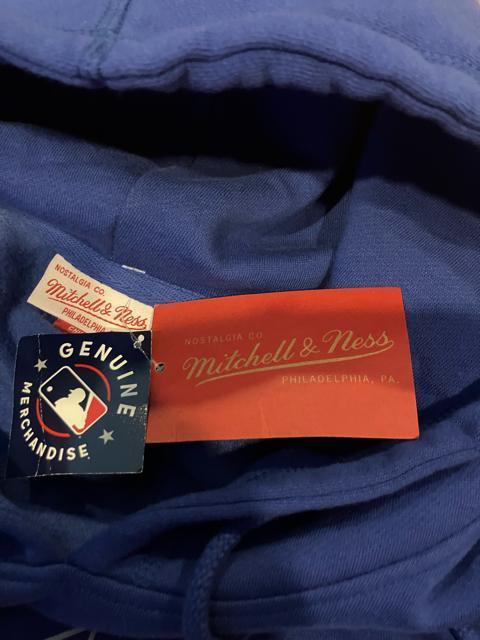 NOSTALGIA CO.
Mitchell & Ness
PHILADELPHIA
GENUINE
MERCHANDISE
NOSTALGIA CO.
Mitchell & Ness
PHILADELPHIA, PA.